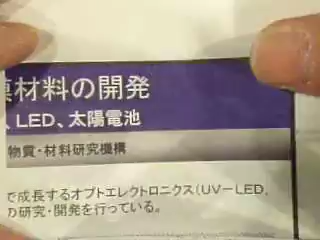 膜材料の開発
、LED、太陽電池
物質・材料研究機構
で成長するオプトエレクトロニクス(UV－LED,
の研究・開発を行っている。